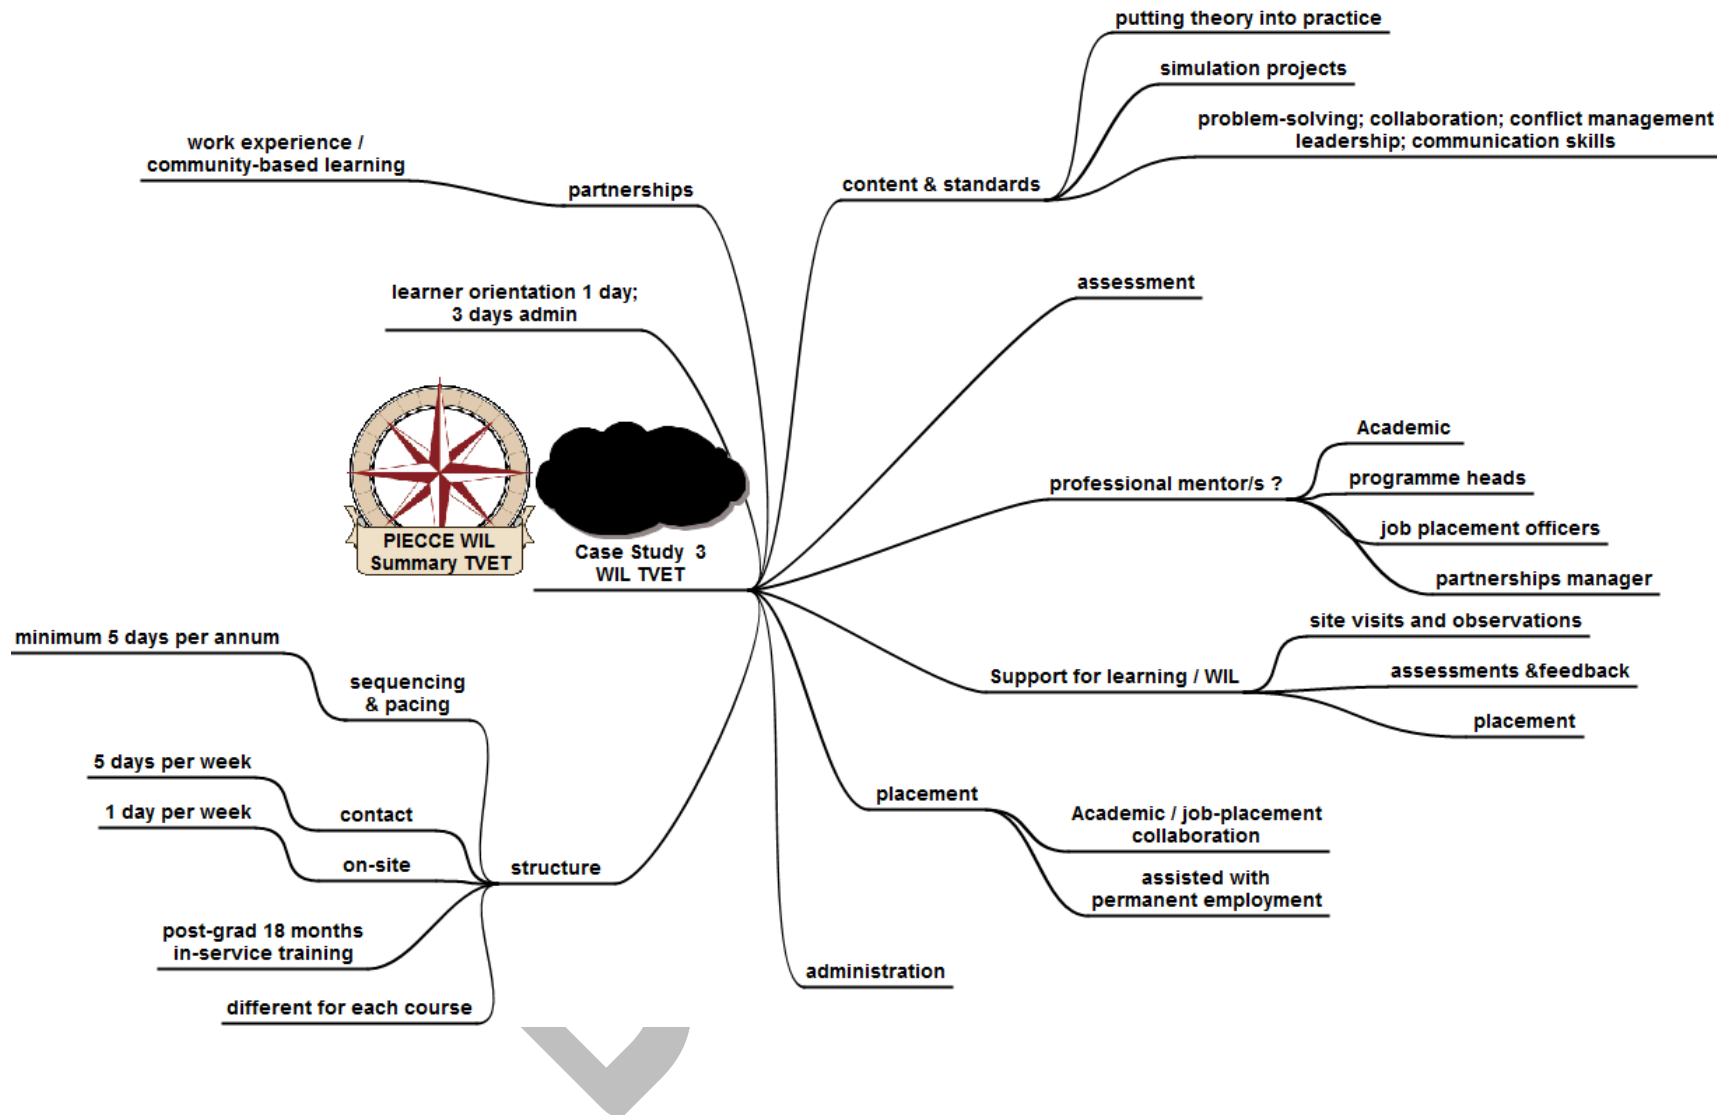 putting theory into practice
simulation projects
problem-solving; collaboration; conflict management
leadership; communication skills
content & standards
work experience /
community-based learning
partnerships
learner orientation 1 day;
3 days admin
assessment
PIECCE WIL
Summary TVET
Case Study 3
WIL TVET
professional mentor/s ?
Academic
programme heads
job placement officers
partnerships manager
Support for learning / WIL
site visits and observations
assessments &feedback
placement
placement
Academic / job-placement
collaboration
assisted with
permanent employment
administration
structure
minimum 5 days per annum
sequencing
& pacing
5 days per week
contact
1 day per week
on-site
post-grad 18 months
in-service training
different for each course